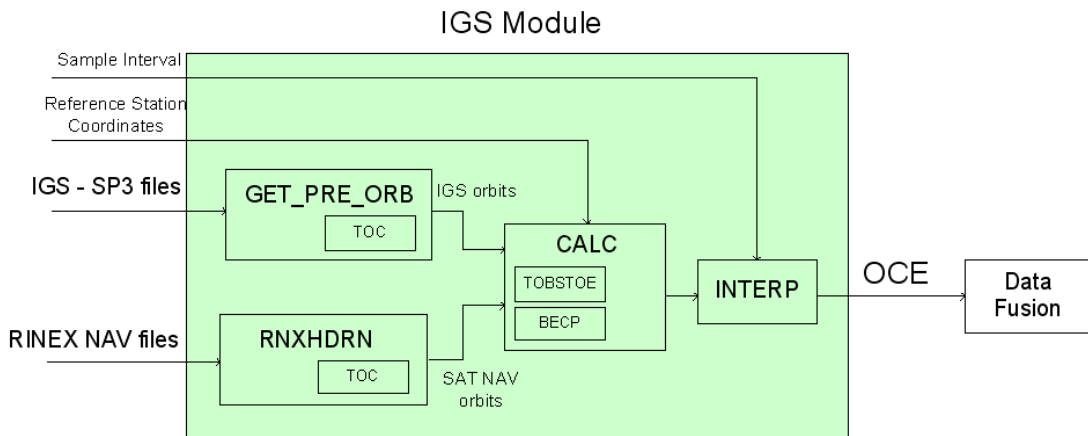 IGS Module
Sample Interval
Reference Station
Coordinates
IGS - SP3 files
GET_PRE_ORB
TOC
IGS orbits
CALC
TOBSTOE
BECP
INTERP
OCE
Data
Fusion
RINEX NAV files
RNXHDRN
TOC
SAT NAV
orbits